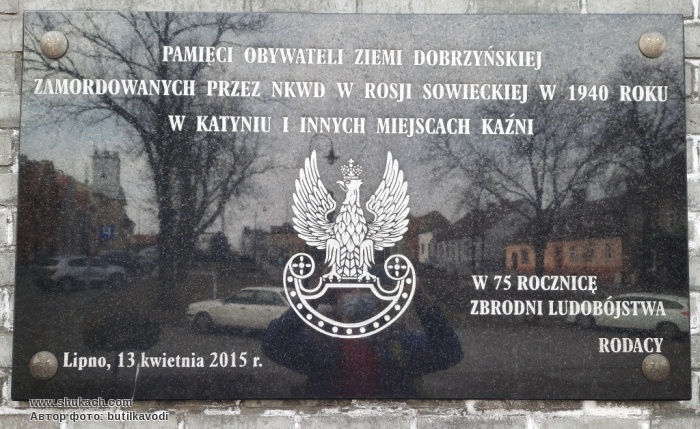 PAMIĘCI OBYWATELI ZIEMI DOBRZYŃSKIEJ
ZAMORDOWANYCH PRZEZ NKWD W ROSJI SOWIECKIEJ W 1940 ROKU
W KATYNIU I INNYCH MIEJSCACH KAŹNI
W 75 ROCZNICĘ
ZBRODNI LUDOBÓJSTWA
RODACY
Lipno, 13 kwietnia 2015 r.
www.shukach.com
Автор фото: butilkavodi